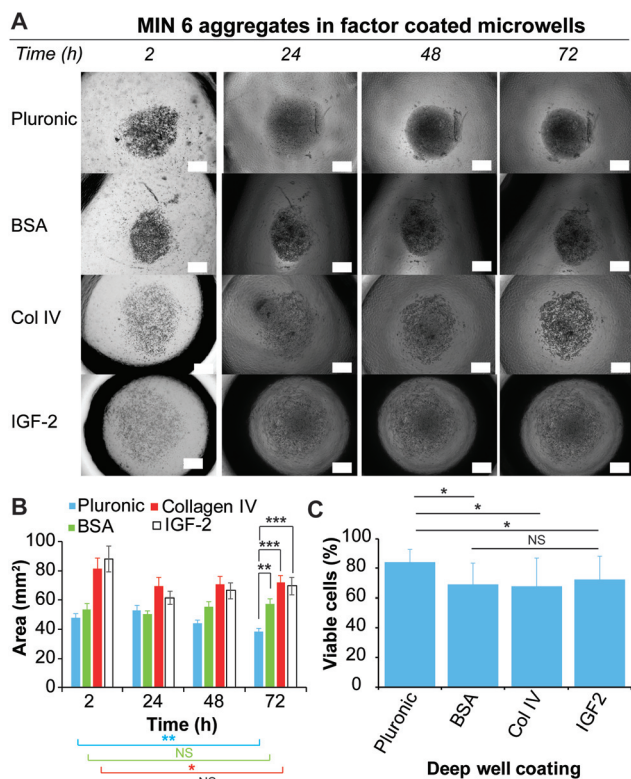 A
MIN 6 aggregates in factor coated microwells
Time (h) 2 24 48 72
Pluronic
BSA
Col IV
IGF-2
B
Pluronic Collagen IV
BSA IGF-2
Area (mm²)
100
80
60
40
20
0
***
***
**
2 24 48 72
Time (h)
**
NS
*
NS
C
*
*
*
NS
Viable cells (%)
100
80
60
40
20
0
Pluronic
BSA
Col IV
IGF2
Deep well coating